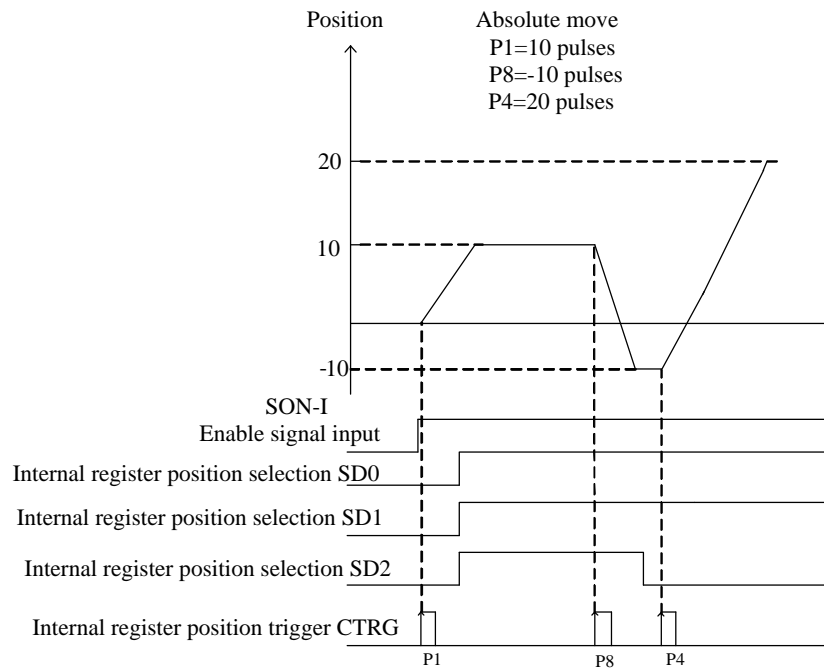 Position
Absolute move
P1=10 pulses
P8=-10 pulses
P4=20 pulses
20
10
-10
SON-I
Enable signal input
Internal register position selection SD0
Internal register position selection SD1
Internal register position selection SD2
Internal register position trigger CTRG
P1
P8
P4